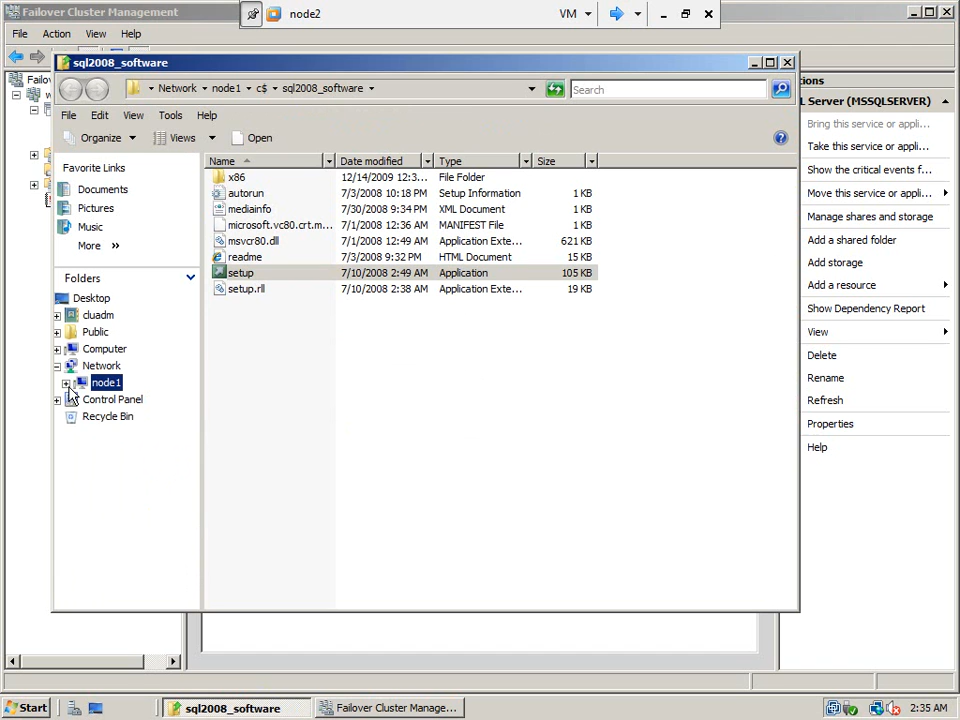 Failover Cluster Management
node2
VM
File Action View Help
Failov
w
sql2008_software
Network node1 c$ sql2008_software
Search
File Edit View Tools Help
Organize Views Open
Favorite Links
Documents
Pictures
Music
More »
Folders
Desktop
cluadm
Public
Computer
Network
node1
Control Panel
Recycle Bin
Name Date modified Type Size
x86 12/14/2009 12:3... File Folder
autorun 7/3/2008 10:18 PM Setup Information 1 KB
mediainfo 7/30/2008 9:34 PM XML Document 1 KB
microsoft.vc80.crt.m... 7/1/2008 12:36 AM MANIFEST File 1 KB
msvcr80.dll 7/1/2008 12:49 AM Application Exte... 621 KB
readme 7/3/2008 9:32 PM HTML Document 15 KB
setup 7/10/2008 2:49 AM Application 105 KB
setup.rll 7/10/2008 2:38 AM Application Exte... 19 KB
ions
L Server (MSSQLSERVER)
Bring this service or appli...
Take this service or appli...
Show the critical events f...
Move this service or appli...
Manage shares and storage
Add a shared folder
Add storage
Add a resource
Show Dependency Report
View
Delete
Rename
Refresh
Properties
Help
Start sql2008_software Failover Cluster Manage... 2:35 AM